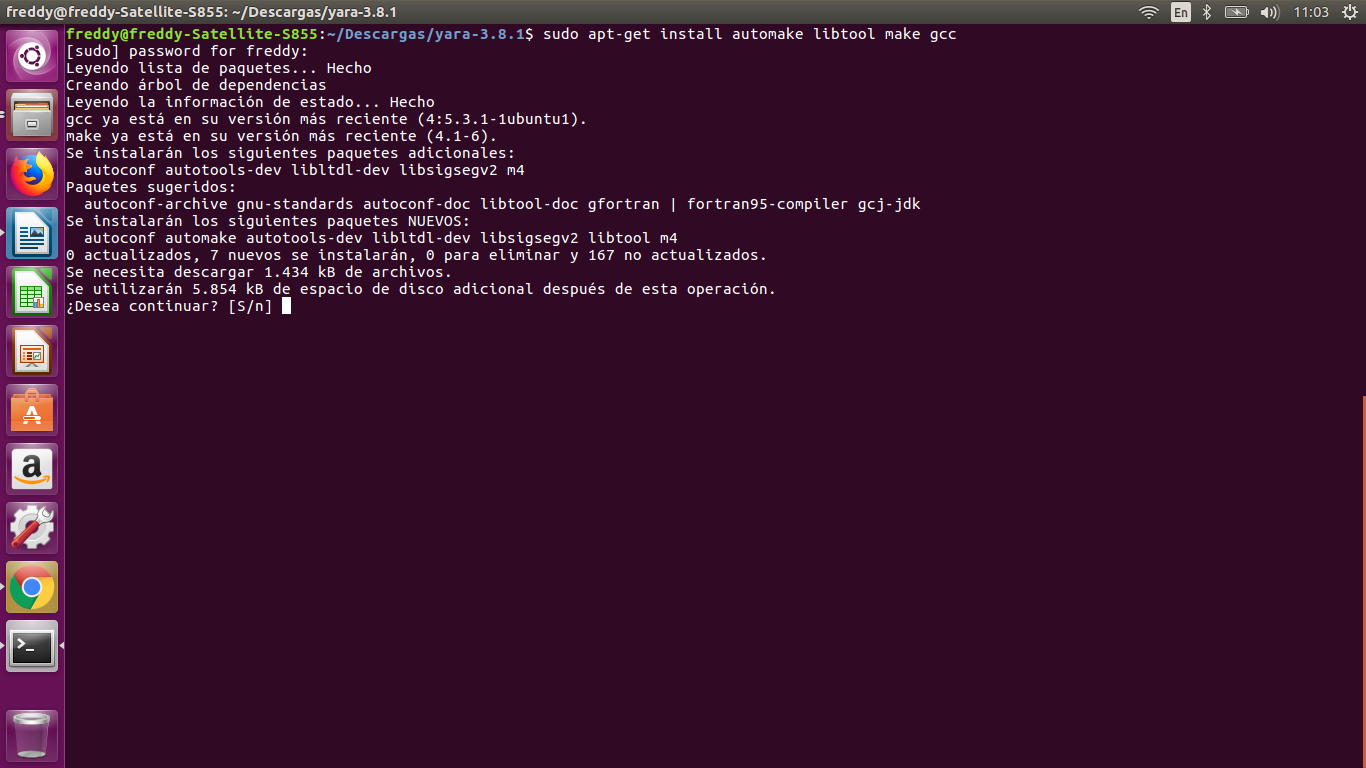 freddy@freddy-Satellite-S855: ~/Descargas/yara-3.8.1
En
11:03
freddy@freddy-Satellite-S855:~/Descargas/yara-3.8.1$ sudo apt-get install automake libtool make gcc
[sudo] password for freddy:
Leyendo lista de paquetes... Hecho
Creando árbol de dependencias
Leyendo la información de estado... Hecho
gcc ya está en su versión más reciente (4:5.3.1-1ubuntu1).
make ya está en su versión más reciente (4.1-6).
Se instalarán los siguientes paquetes adicionales:
autoconf autotools-dev libltdl-dev libsigsegv2 m4
Paquetes sugeridos:
autoconf-archive gnu-standards autoconf-doc libtool-doc gfortran | fortran95-compiler gcj-jdk
Se instalarán los siguientes paquetes NUEVOS:
autoconf automake autotools-dev libltdl-dev libsigsegv2 libtool m4
0 actualizados, 7 nuevos se instalarán, 0 para eliminar y 167 no actualizados.
Se necesita descargar 1.434 kB de archivos.
Se utilizarán 5.854 kB de espacio de disco adicional después de esta operación.
¿Desea continuar? [S/n]